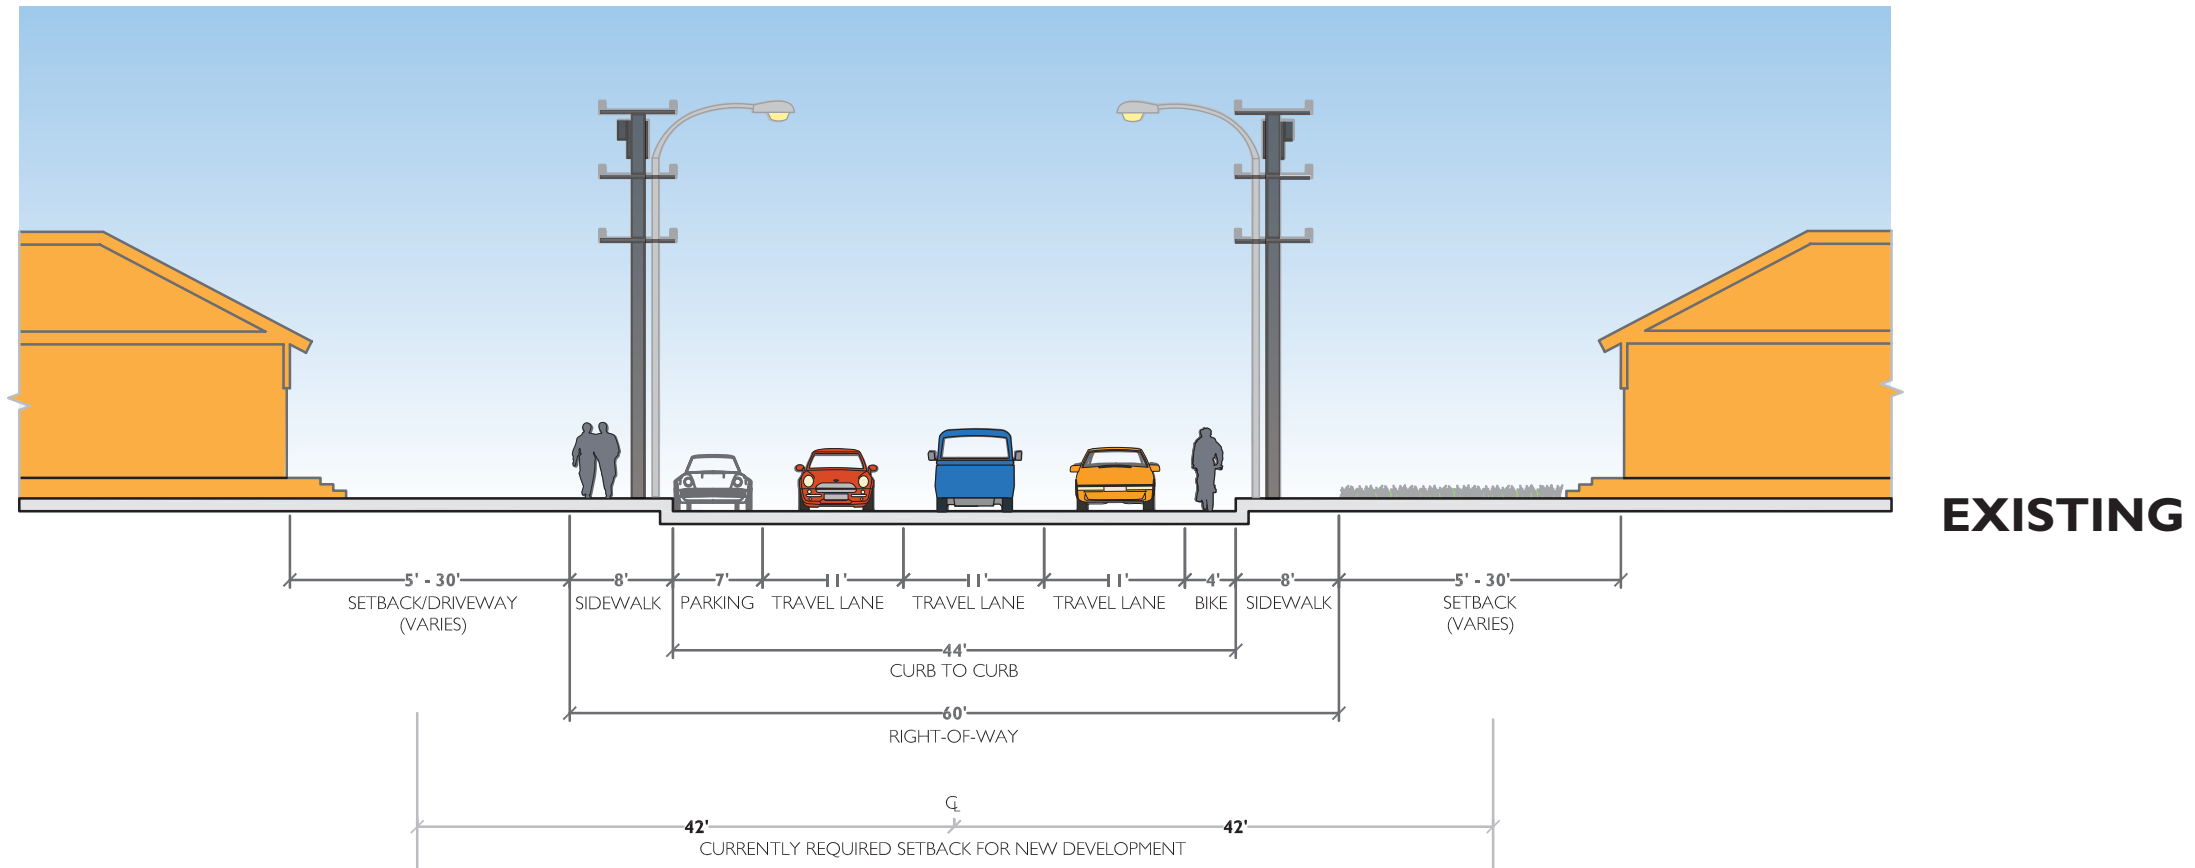 EXISTING
5' - 30' 8' 7' 11' 11' 11' 4' 8' 5' - 30'
SETBACK/DRIVEWAY SIDEWALK PARKING TRAVEL LANE TRAVEL LANE TRAVEL LANE BIKE SIDEWALK SETBACK
(VARIES) (VARIES)
44'
CURB TO CURB
60'
RIGHT-OF-WAY
℄
42' 42'
CURRENTLY REQUIRED SETBACK FOR NEW DEVELOPMENT